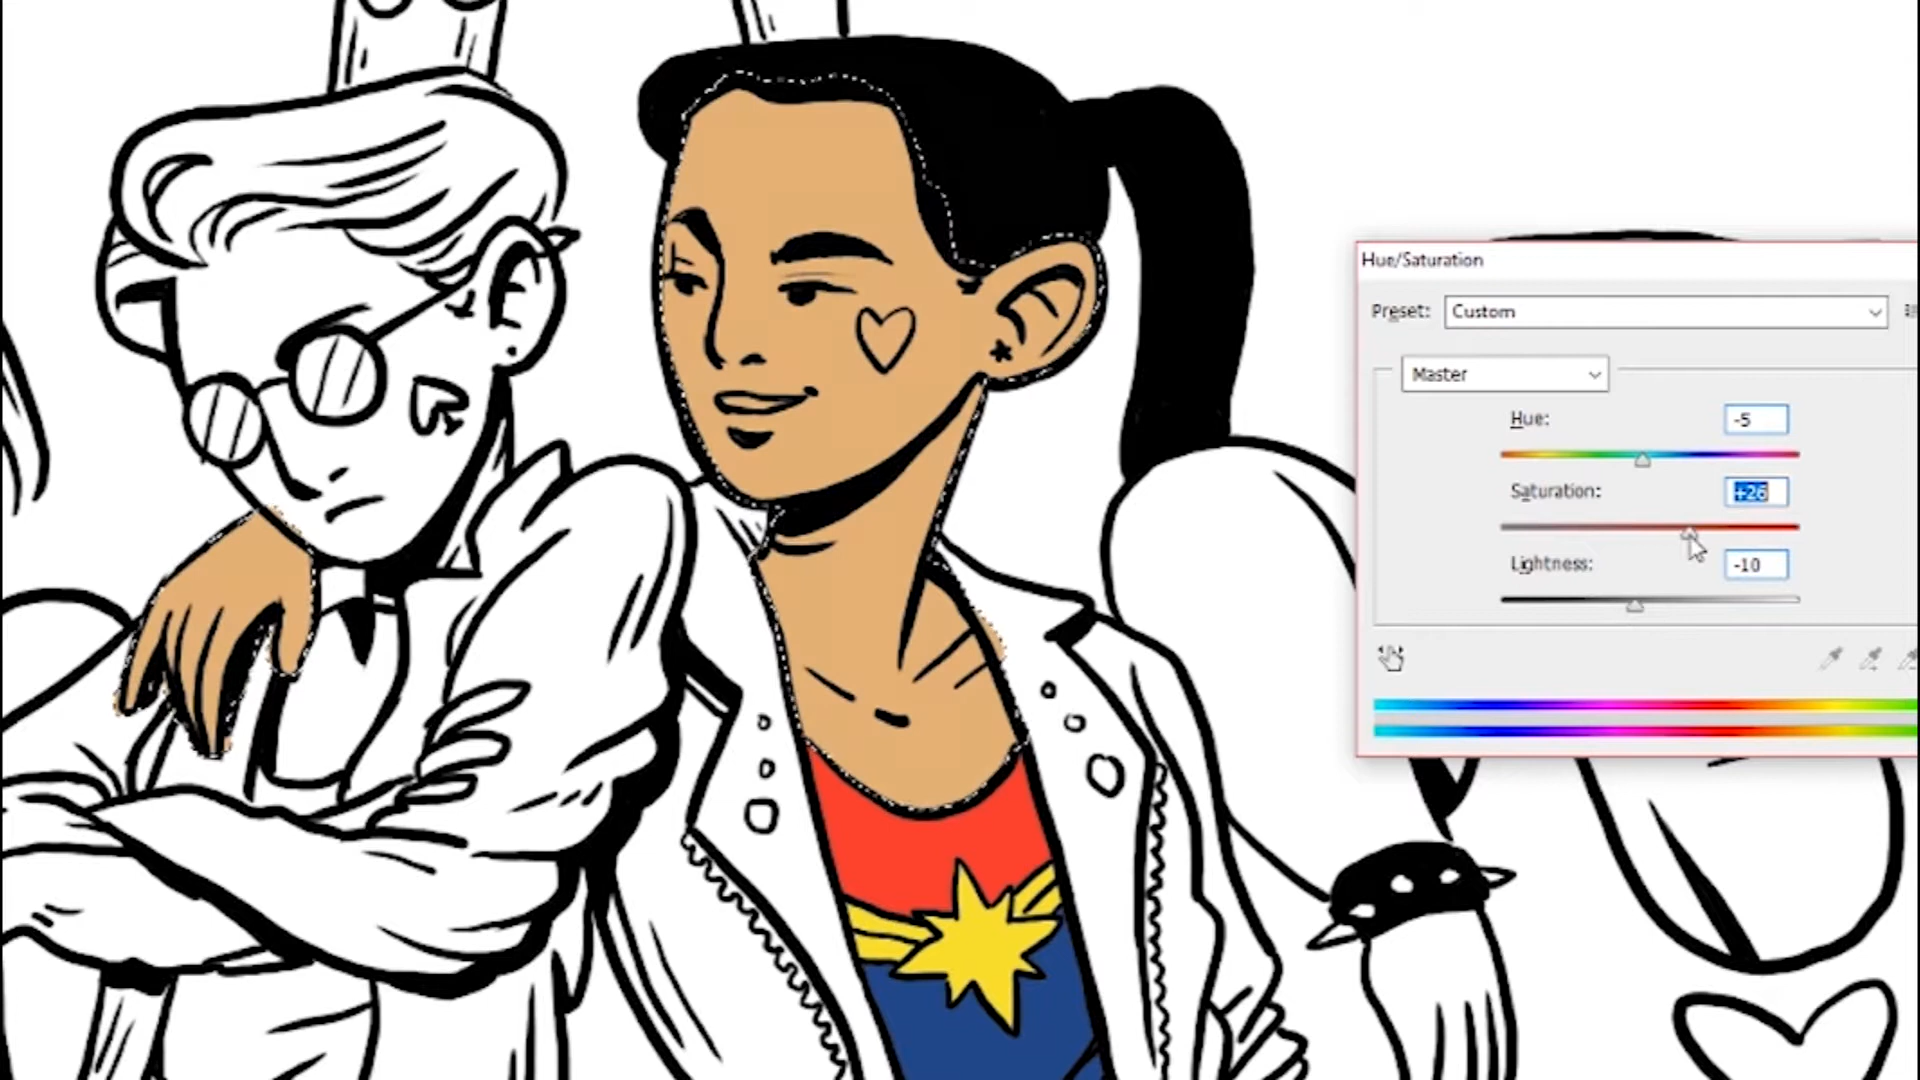 Hue/Saturation
Preset: Custom
Master
Hue: -5
Saturation: +26
Lightness: -10